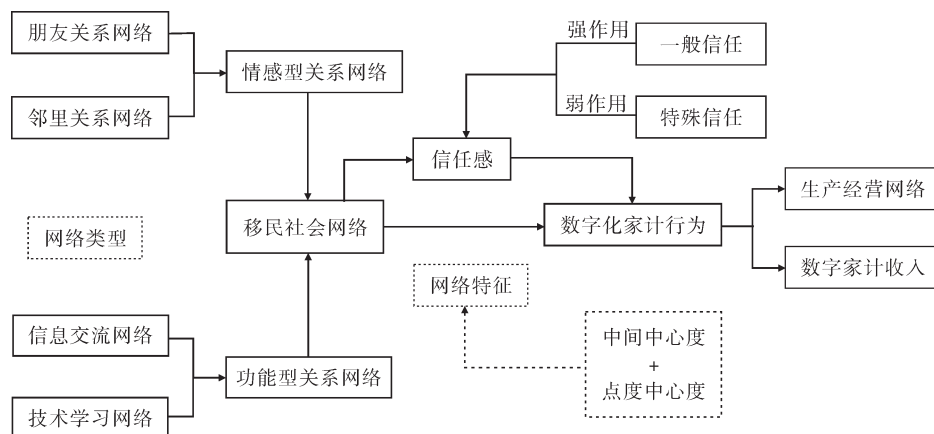 朋友关系网络
邻里关系网络
情感型关系网络
强作用
一般信任
弱作用
特殊信任
信任感
移民社会网络
数字化家计行为
生产经营网络
数字家计收入
网络类型
网络特征
中间中心度
+
点度中心度
信息交流网络
技术学习网络
功能型关系网络